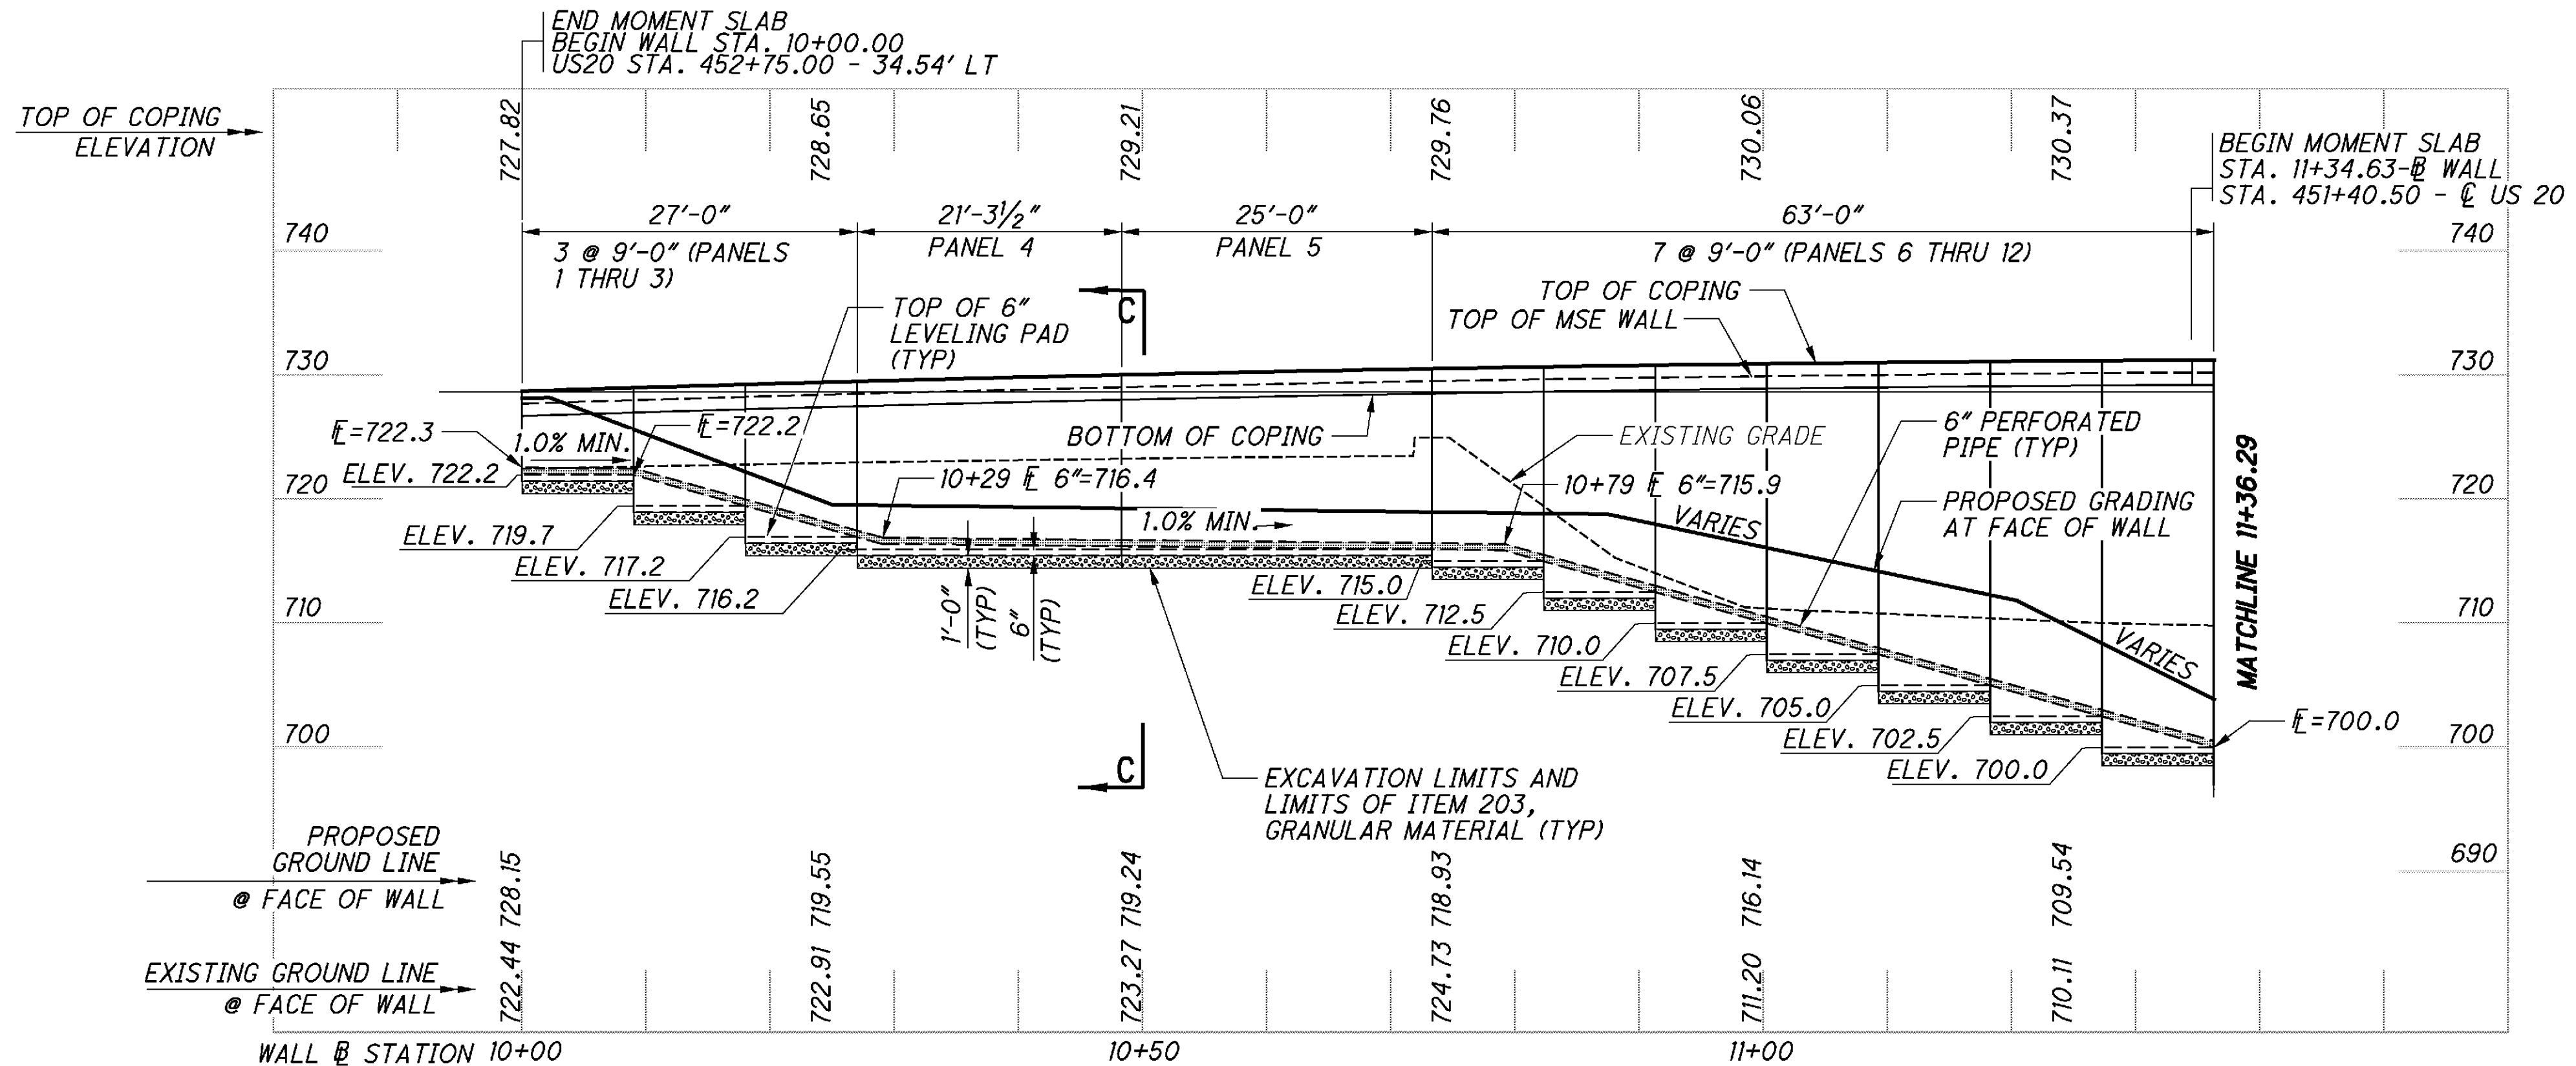 END MOMENT SLAB
BEGIN WALL STA. 10+00.00
US20 STA. 452+75.00 - 34.54' LT
TOP OF COPING
ELEVATION
727.82
728.65
729.21
729.76
730.06
730.37
BEGIN MOMENT SLAB
STA. 11+34.63-℄ WALL
STA. 451+40.50 - ℄ US 20
27'-0"
21'-3½"
25'-0"
63'-0"
740
3 @ 9'-0" (PANELS
1 THRU 3)
PANEL 4
PANEL 5
7 @ 9'-0" (PANELS 6 THRU 12)
740
C
TOP OF 6"
LEVELING PAD
(TYP)
TOP OF COPING
TOP OF MSE WALL
730
730
FL=722.3
1.0% MIN.
FL=722.2
BOTTOM OF COPING
EXISTING GRADE
6" PERFORATED
PIPE (TYP)
ELEV. 722.2
720
10+29 FL 6"=716.4
10+79 FL 6"=715.9
PROPOSED GRADING
AT FACE OF WALL
720
1.0% MIN.
VARIES
MATCHLINE 11+36.29
ELEV. 719.7
ELEV. 717.2
ELEV. 716.2
1'-0"
(TYP)
6"
(TYP)
ELEV. 715.0
ELEV. 712.5
710
710
ELEV. 710.0
VARIES
ELEV. 707.5
ELEV. 705.0
ELEV. 702.5
FL=700.0
700
700
ELEV. 700.0
C
EXCAVATION LIMITS AND
LIMITS OF ITEM 203,
GRANULAR MATERIAL (TYP)
PROPOSED
GROUND LINE
@ FACE OF WALL
728.15
719.55
719.24
718.93
716.14
709.54
690
EXISTING GROUND LINE
@ FACE OF WALL
722.44
722.91
723.27
724.73
711.20
710.11
WALL ℄ STATION
10+00
10+50
11+00